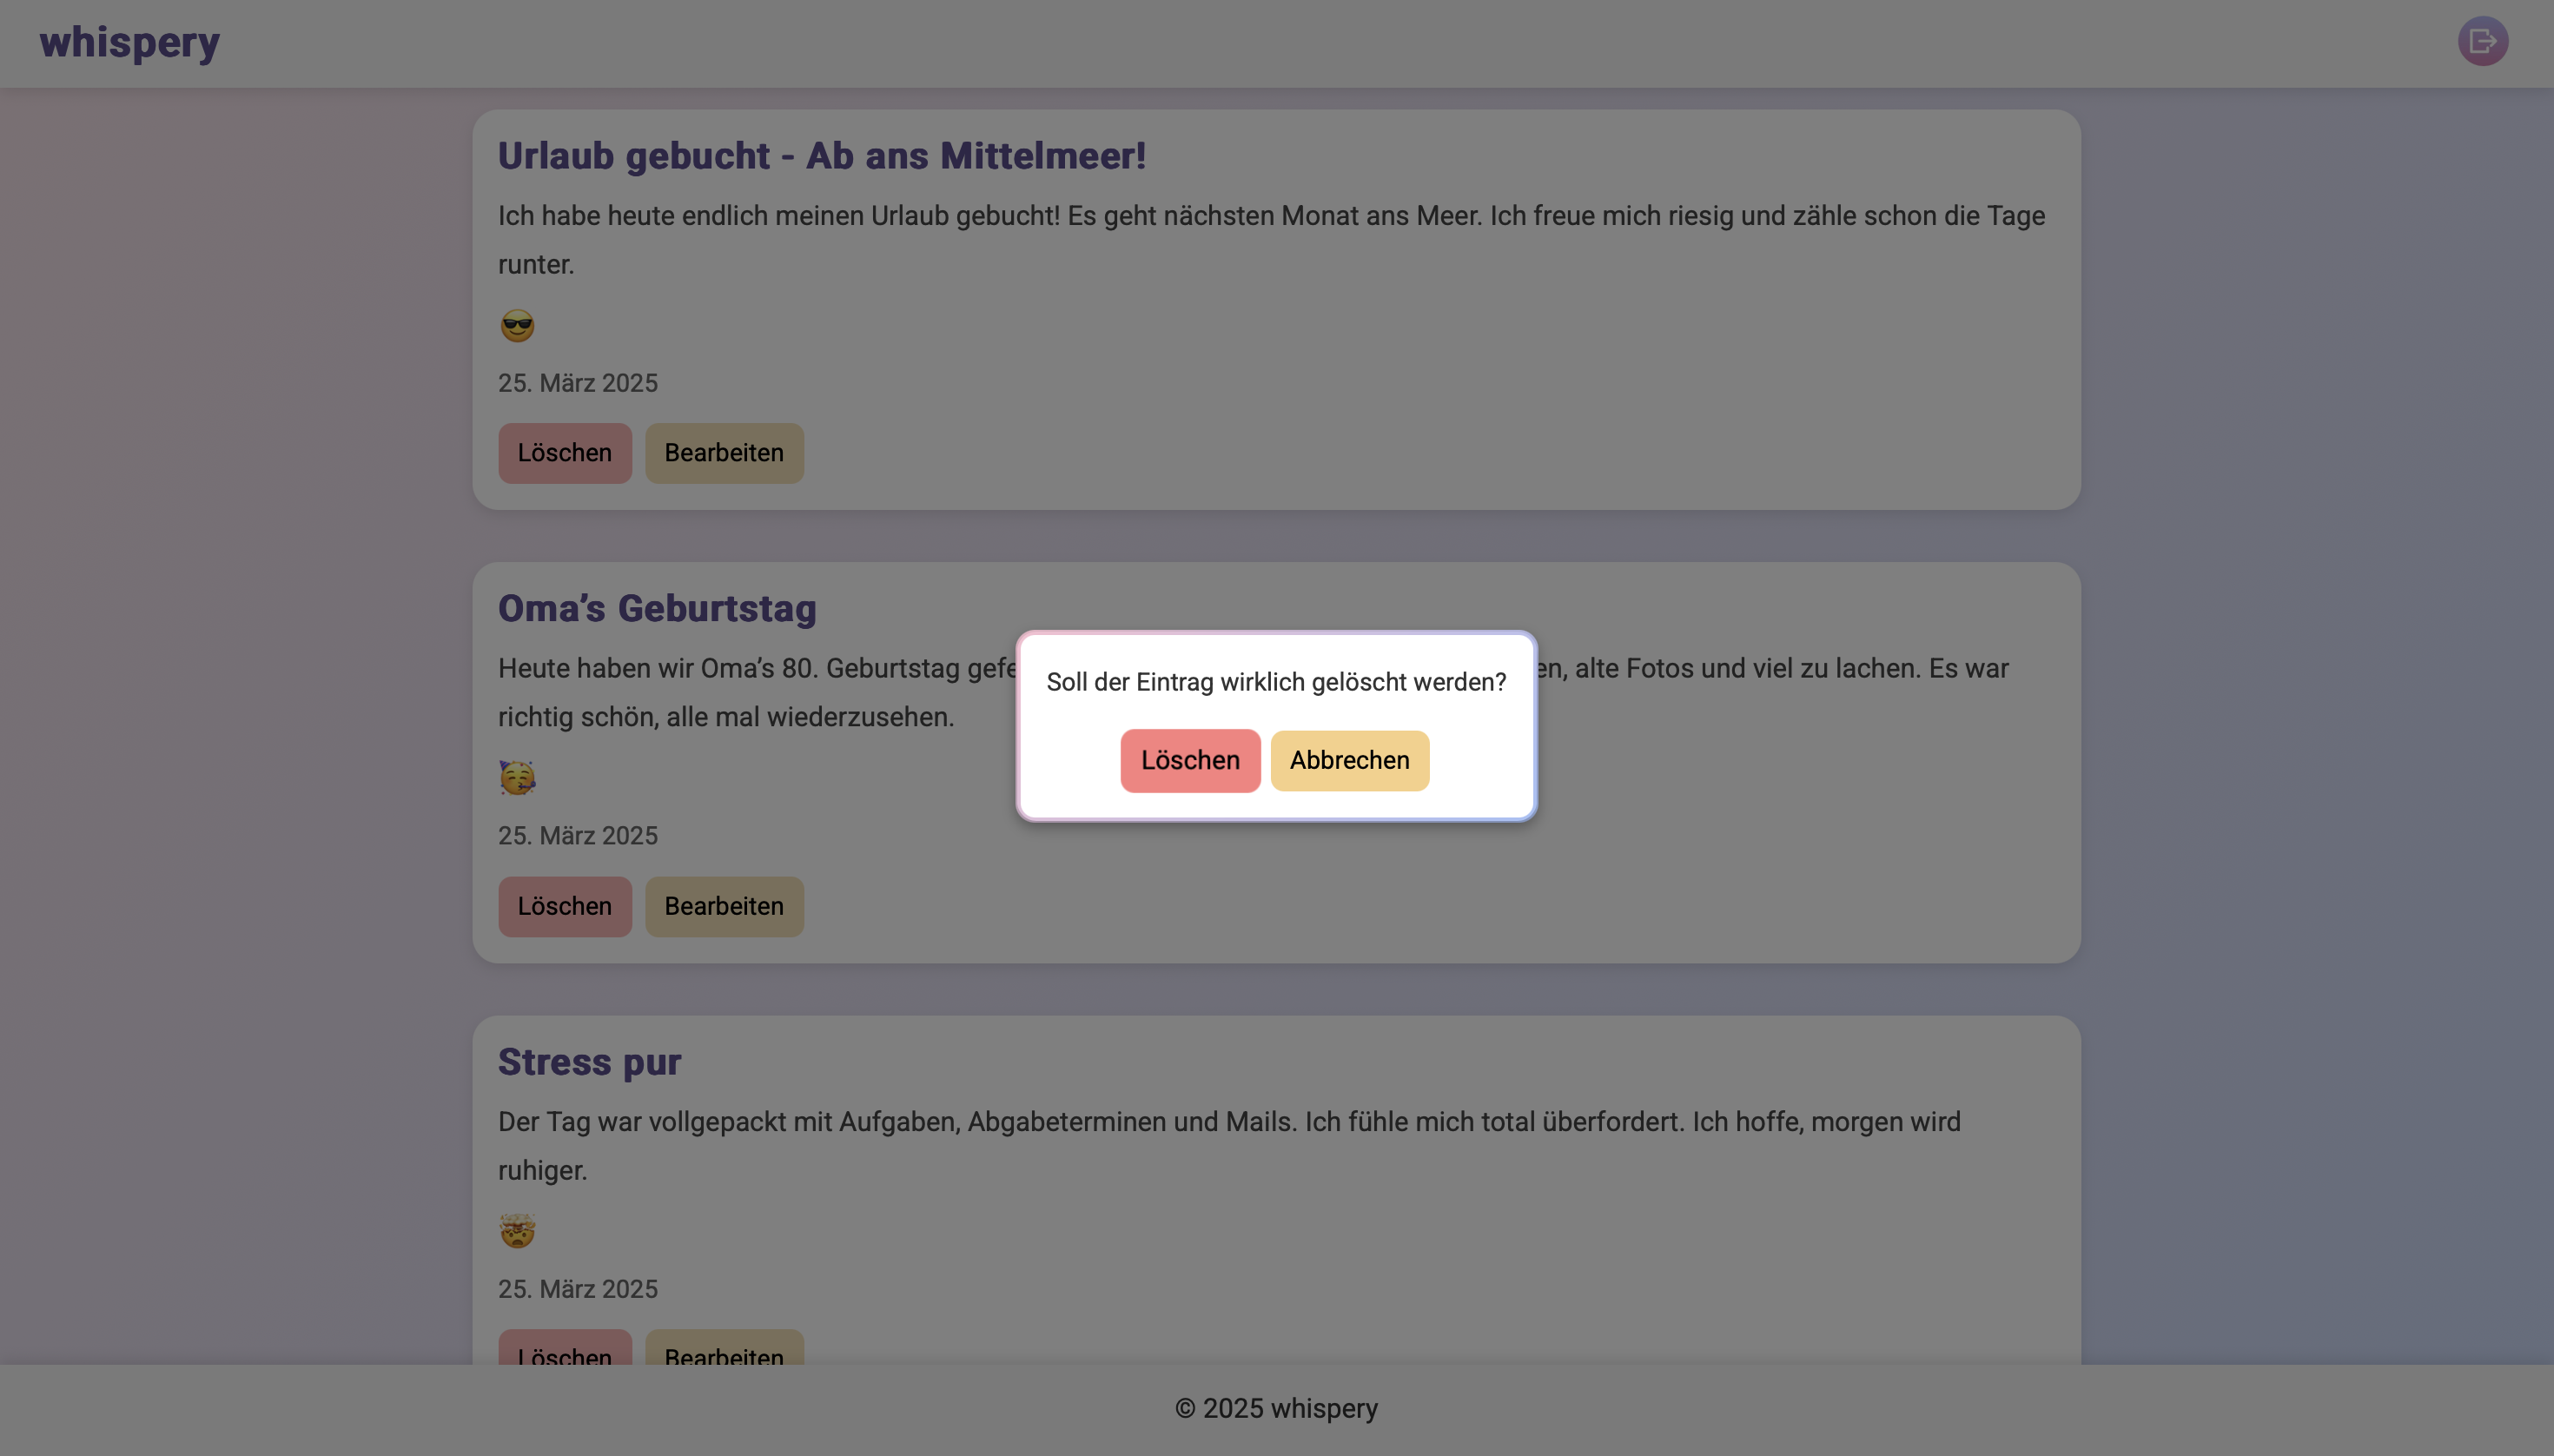 whispery
Urlaub gebucht - Ab ans Mittelmeer!
Ich habe heute endlich meinen Urlaub gebucht! Es geht nächsten Monat ans Meer. Ich freue mich riesig und zähle schon die Tage
runter.
😎
25. März 2025
Löschen Bearbeiten
Oma’s Geburtstag
Heute haben wir Oma’s 80. Geburtstag alte Fotos und viel zu lachen. Es war
richtig schön, alle mal wiederzusehen.
🥳
25. März 2025
Löschen Bearbeiten
Soll der Eintrag wirklich gelöscht werden?
Löschen Abbrechen
Stress pur
Der Tag war vollgepackt mit Aufgaben, Abgabeterminen und Mails. Ich fühle mich total überfordert. Ich hoffe, morgen wird
ruhiger.
🤯
25. März 2025
Löschen Bearbeiten
© 2025 whispery